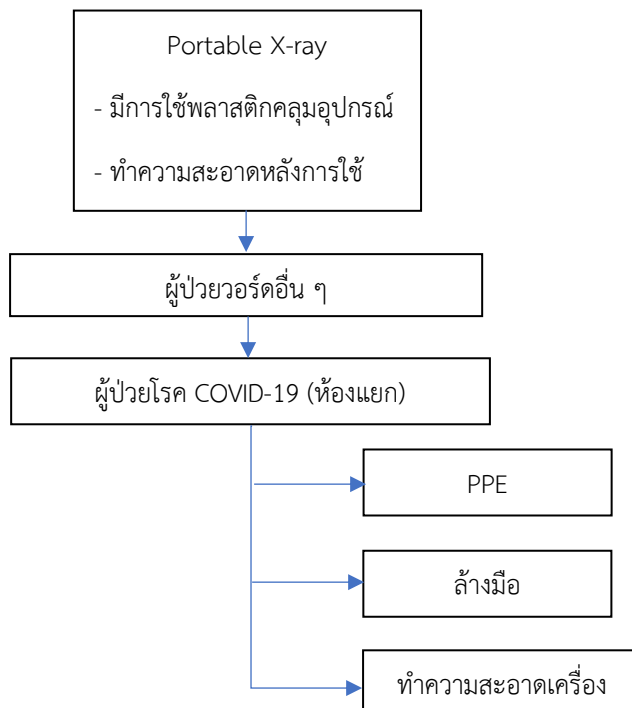 Portable X-ray
- มีการใช้พลาสติกคลุมอุปกรณ์
- ทำความสะอาดหลังการใช้
ผู้ป่วยวอร์ดอื่น ๆ
ผู้ป่วยโรค COVID-19 (ห้องแยก)
PPE
ล้างมือ
ทำความสะอาดเครื่อง